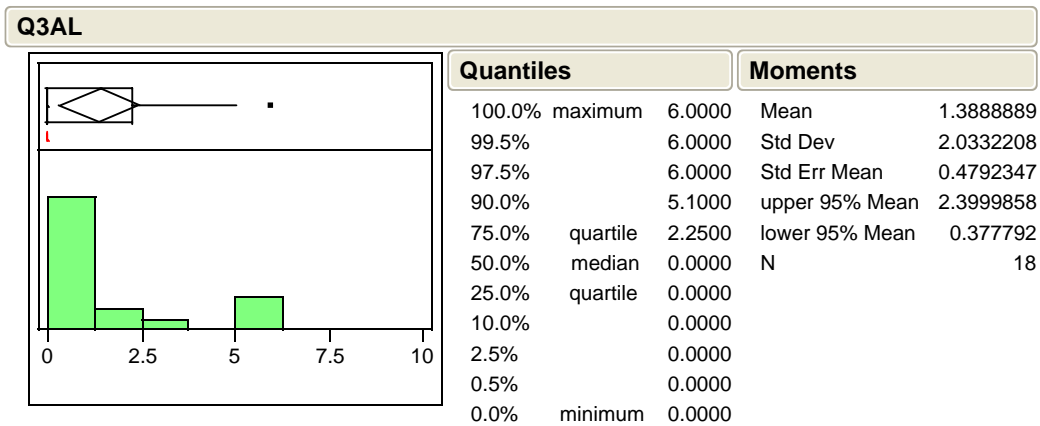 Q3AL
0 2.5 5 7.5 10
Quantiles
100.0% maximum 6.0000
99.5% 6.0000
97.5% 6.0000
90.0% 5.1000
75.0% quartile 2.2500
50.0% median 0.0000
25.0% quartile 0.0000
10.0% 0.0000
2.5% 0.0000
0.5% 0.0000
0.0% minimum 0.0000
Moments
Mean 1.3888889
Std Dev 2.0332208
Std Err Mean 0.4792347
upper 95% Mean 2.3999858
lower 95% Mean 0.377792
N 18